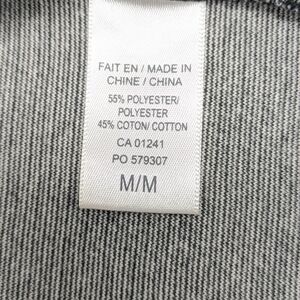 FAIT EN / MADE IN
CHINE / CHINA
55% POLYESTER/
POLYESTER
45% COTON/ COTTON
CA 01241
PO 579307
M/M